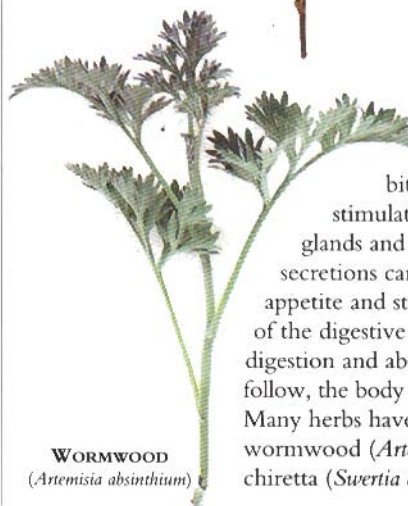 bit
stimulat
glands and
secretions can
appetite and st
of the digestive
digestion and ab
follow, the body
Many herbs have
wormwood (Arte
chiretta (Swertia
WORMWOOD
(Artemisia absinthium)